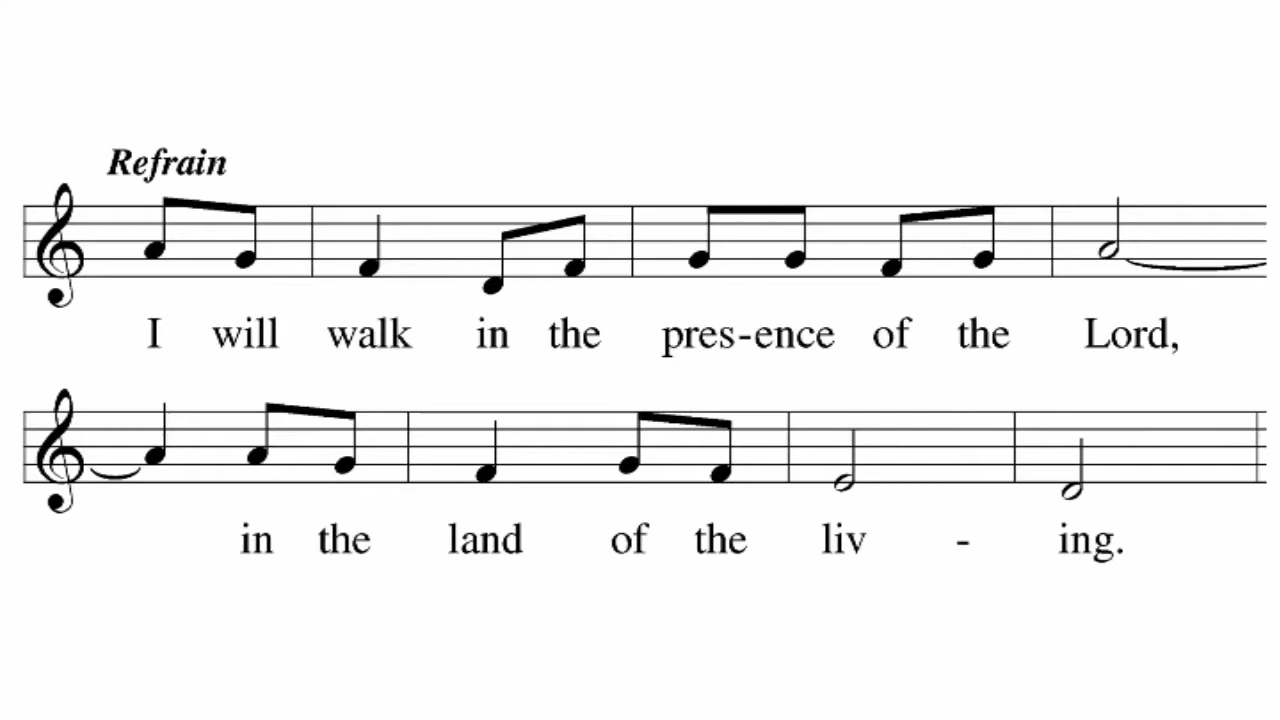 Refrain
I will walk in the pres-ence of the Lord,
in the land of the liv - ing.